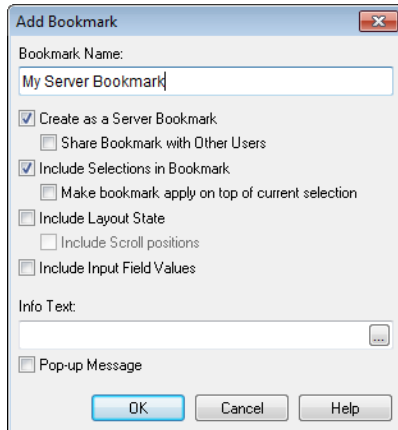 Add Bookmark
Bookmark Name:
My Server Bookmark
Create as a Server Bookmark
Share Bookmark with Other Users
Include Selections in Bookmark
Make bookmark apply on top of current selection
Include Layout State
Include Scroll positions
Include Input Field Values
Info Text:
...
Pop-up Message
OK Cancel Help